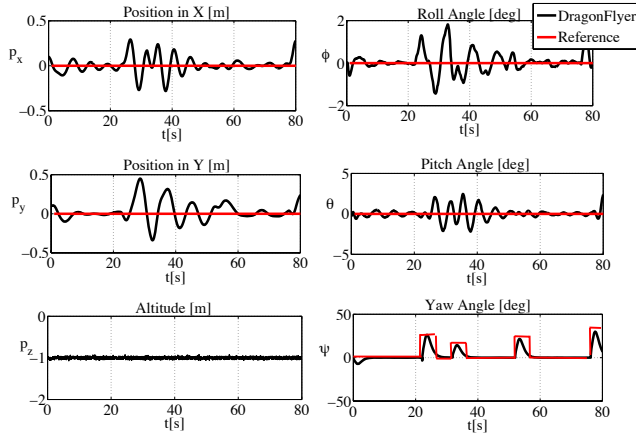 Position in X [m]
p_x
0.5
0
−0.5
0 20 40 60 80
t[s]
Roll Angle [deg]
ϕ
2
0
−2
0 20 40 60 80
t[s]
DragonFlyer
Reference
Position in Y [m]
p_y
0.5
0
−0.5
0 20 40 60 80
t[s]
Pitch Angle [deg]
θ
5
0
−5
0 20 40 60 80
t[s]
Altitude [m]
p_z
0
−1
−2
0 20 40 60 80
t[s]
Yaw Angle [deg]
ψ
50
0
−50
0 20 40 60 80
t[s]